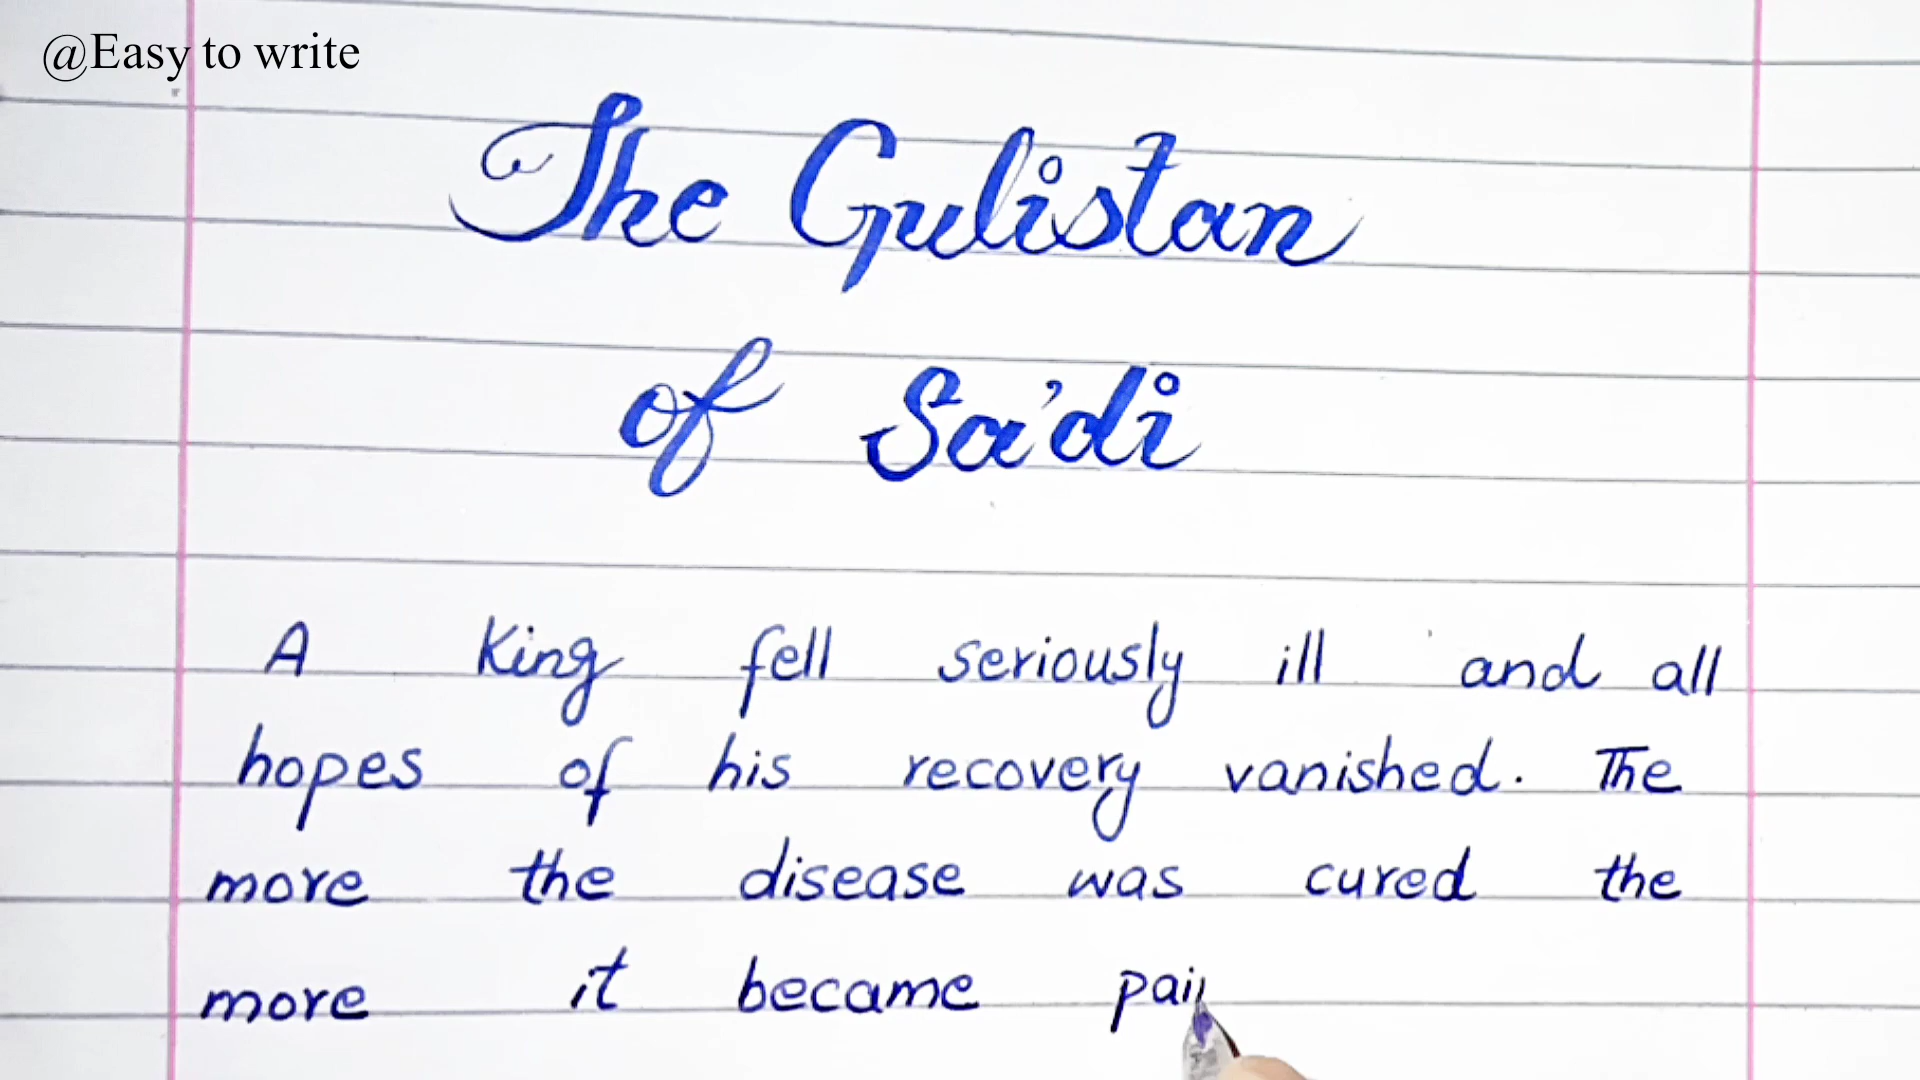 @Easy to write
The Gulistan
of Sa'di
A King fell seriously ill and all
hopes of his recovery vanished. The
more the disease was cured the
more it became pai